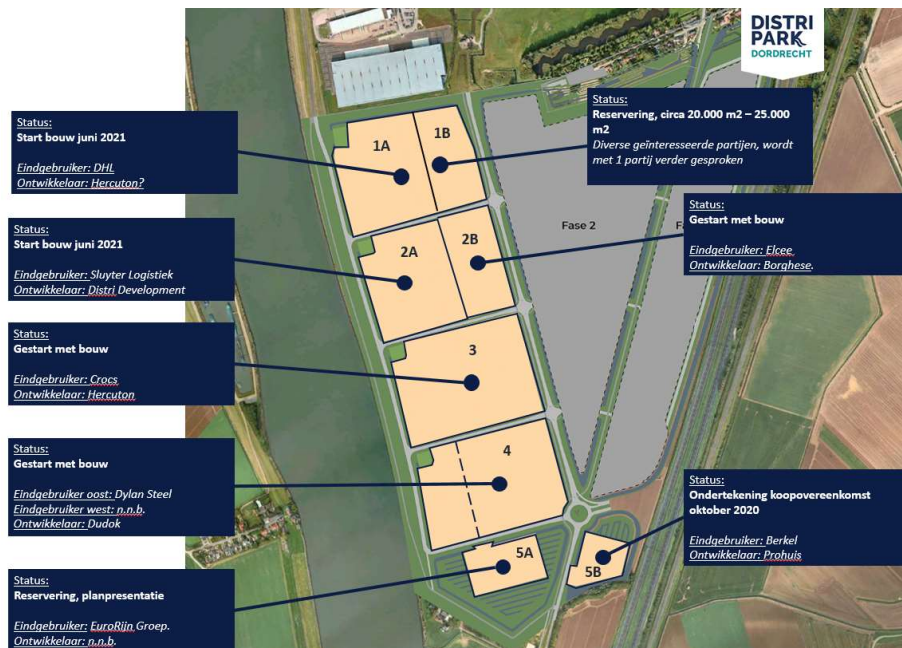 DISTRI
PARK
DORDRECHT
Status:
Start bouw juni 2021
Eindgebruiker: DHL
Ontwikkelaar: Hercuton?
Status:
Reservering, circa 20.000 m2 – 25.000
m2
Diverse geïnteresseerde partijen, wordt
met 1 partij verder gesproken
1A
1B
Status:
Start bouw juni 2021
Eindgebruiker: Sluyter Logistiek
Ontwikkelaar: Distri Development
2A
2B
Fase 2
Status:
Gestart met bouw
Eindgebruiker: Elcee
Ontwikkelaar: Borghese.
Status:
Gestart met bouw
Eindgebruiker: Crocs
Ontwikkelaar: Hercuton
3
Status:
Gestart met bouw
Eindgebruiker oost: Dylan Steel
Eindgebruiker west: n.n.b.
Ontwikkelaar: Dudok
4
Status:
Ondertekening koopovereenkomst
oktober 2020
Eindgebruiker: Berkel
Ontwikkelaar: Prohuis
5A
5B
Status:
Reservering, planpresentatie
Eindgebruiker: EuroRijn Groep.
Ontwikkelaar: n.n.b.